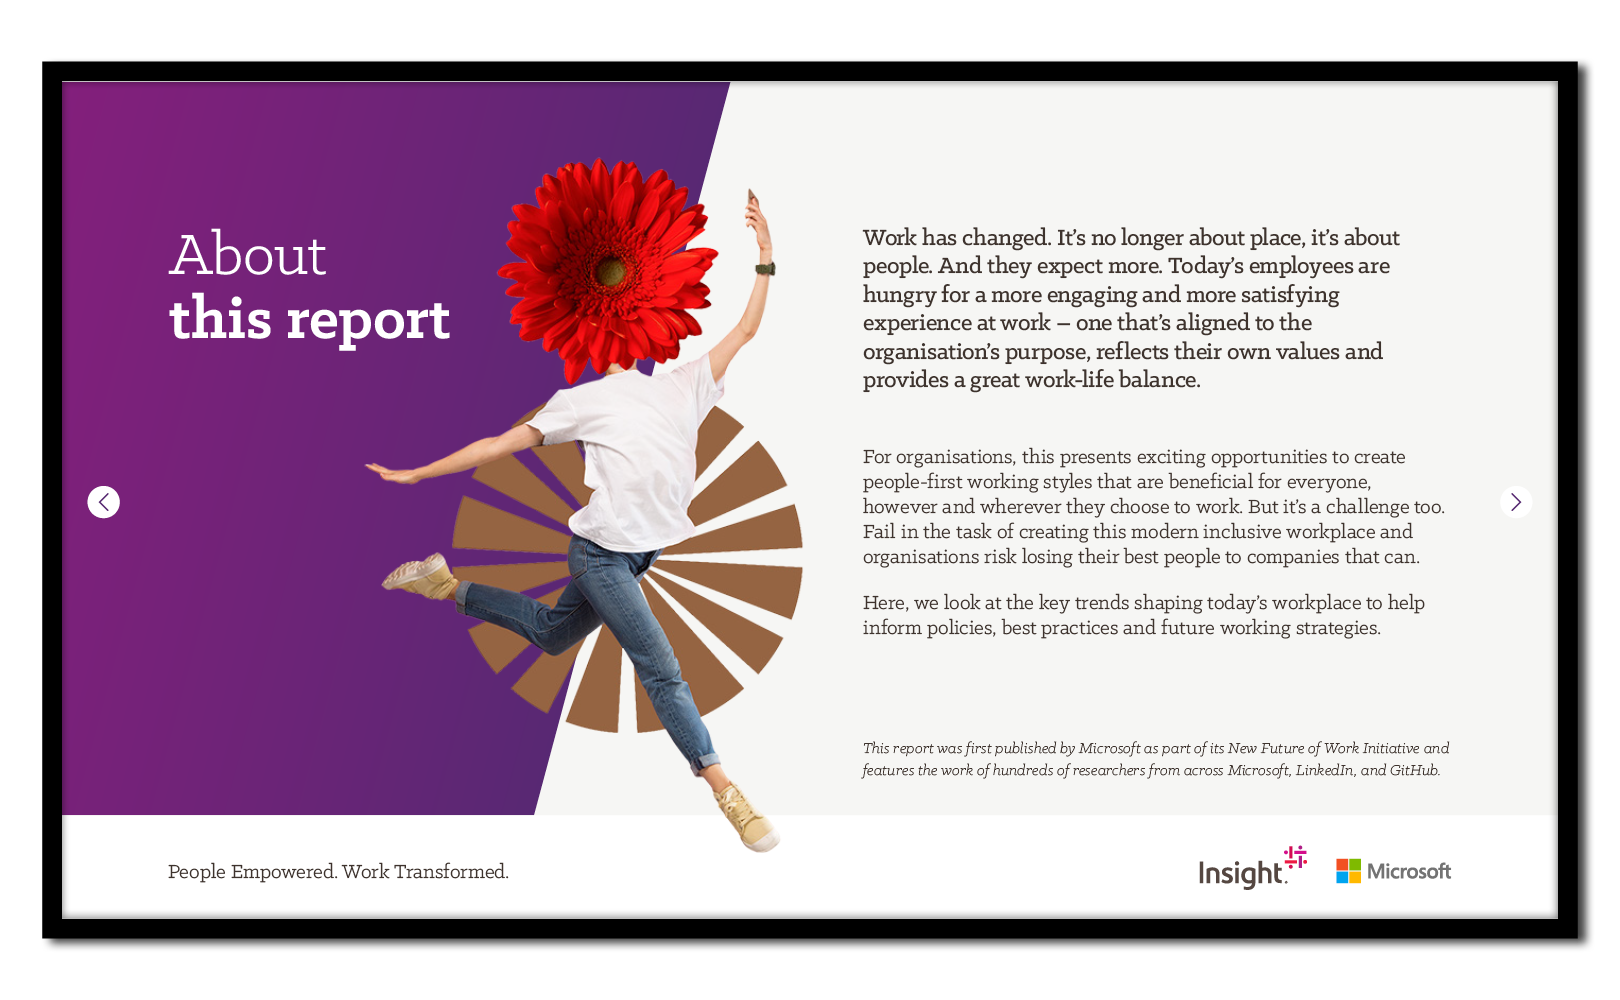 About
this report
Work has changed. It’s no longer about place, it’s about
people. And they expect more. Today’s employees are
hungry for a more engaging and more satisfying
experience at work – one that’s aligned to the
organisation’s purpose, reflects their own values and
provides a great work-life balance.
For organisations, this presents exciting opportunities to create
people-first working styles that are beneficial for everyone,
however and wherever they choose to work. But it’s a challenge too.
Fail in the task of creating this modern inclusive workplace and
organisations risk losing their best people to companies that can.
Here, we look at the key trends shaping today’s workplace to help
inform policies, best practices and future working strategies.
This report was first published by Microsoft as part of its New Future of Work Initiative and
features the work of hundreds of researchers from across Microsoft, LinkedIn, and GitHub.
People Empowered. Work Transformed.
Insight.
Microsoft